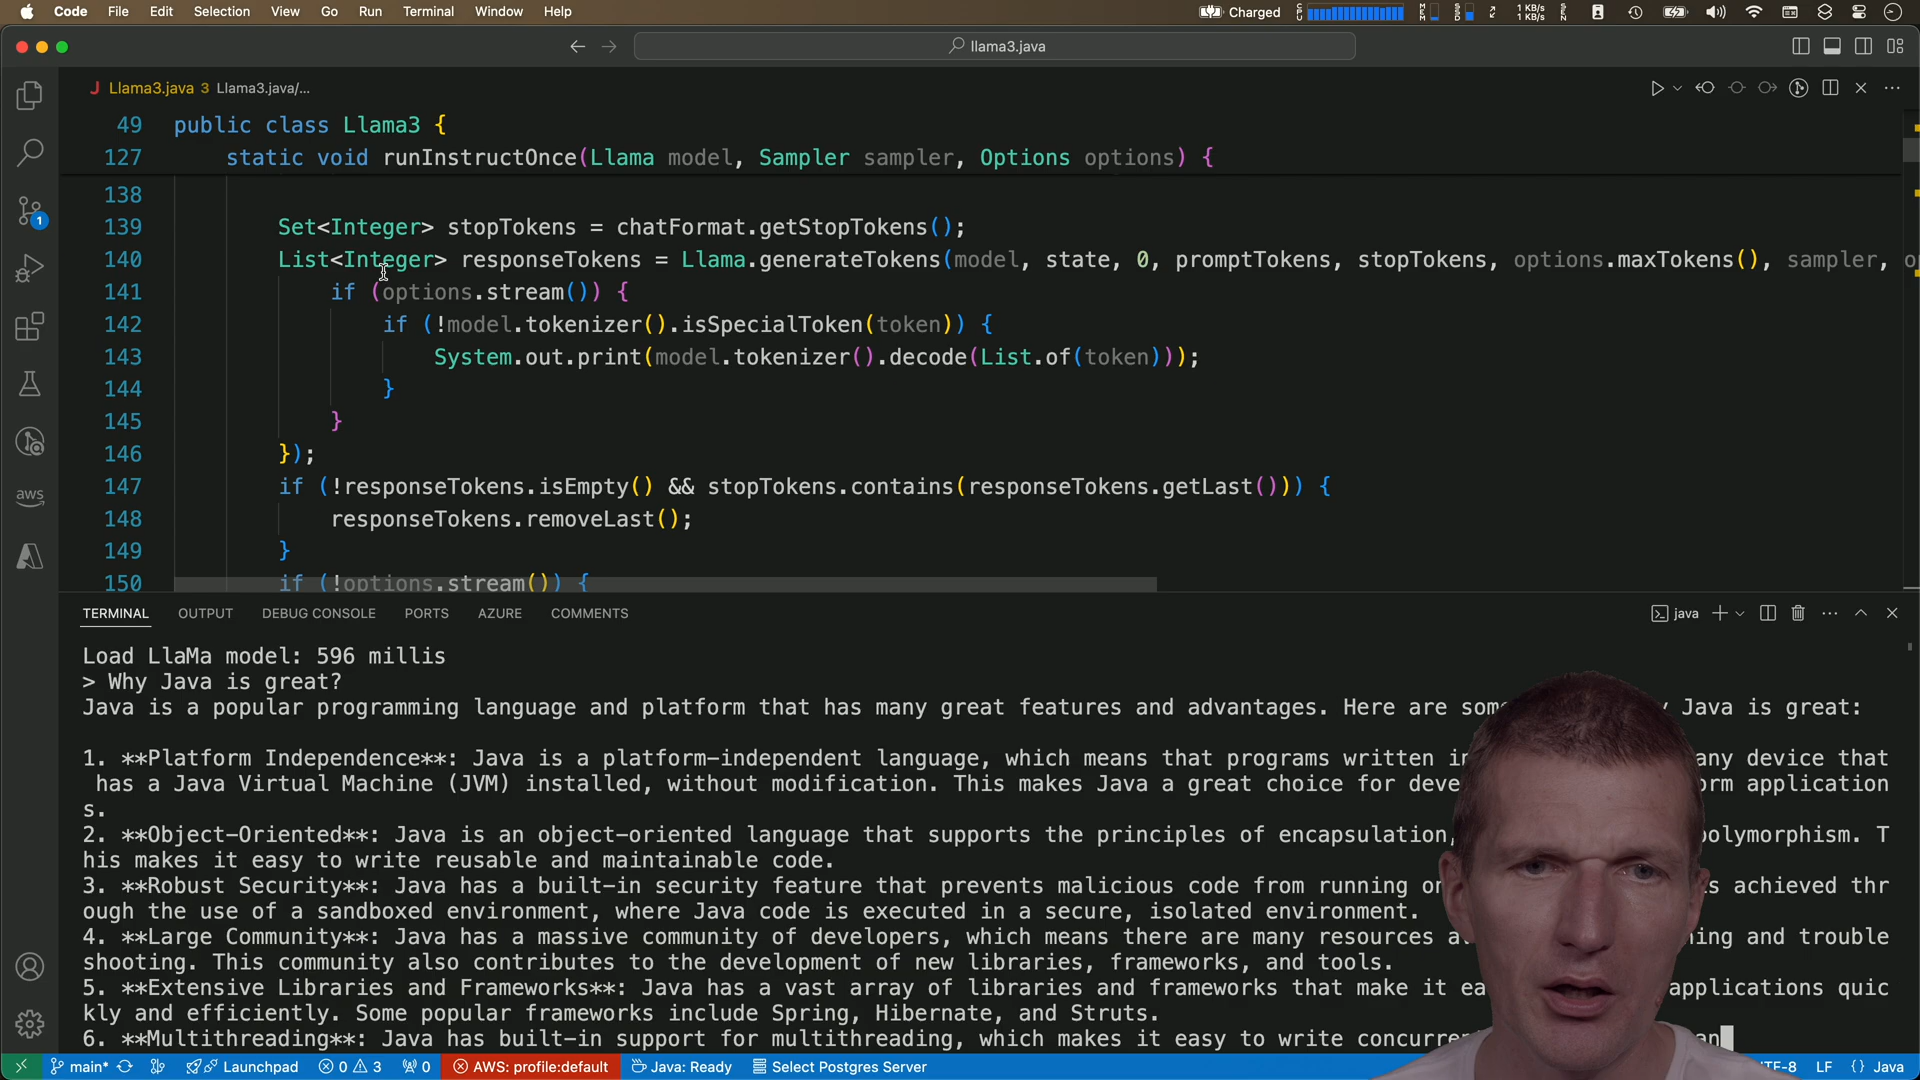 Code File Edit Selection View Go Run Terminal Window Help Charged 1 KB/s 1 KB/s
llama3.java
J Llama3.java 3 Llama3.java/...
49 public class Llama3 {
127 static void runInstructOnce(Llama model, Sampler sampler, Options options) {
138
139 Set<Integer> stopTokens = chatFormat.getStopTokens();
140 List<Integer> responseTokens = Llama.generateTokens(model, state, 0, promptTokens, stopTokens, options.maxTokens(), sampler, o
141 if (options.stream()) {
142 if (!model.tokenizer().isSpecialToken(token)) {
143 System.out.print(model.tokenizer().decode(List.of(token)));
144 }
145 }
146 });
147 if (!responseTokens.isEmpty() && stopTokens.contains(responseTokens.getLast())) {
148 responseTokens.removeLast();
149 }
150 if (!options.stream()) {
TERMINAL OUTPUT DEBUG CONSOLE PORTS AZURE COMMENTS java
Load LlaMa model: 596 millis
> Why Java is great?
Java is a popular programming language and platform that has many great features and advantages. Here are som y Java is great:
1. **Platform Independence**: Java is a platform-independent language, which means that programs written in any device that
has a Java Virtual Machine (JVM) installed, without modification. This makes Java a great choice for deve rm application
s.
2. **Object-Oriented**: Java is an object-oriented language that supports the principles of encapsulation, polymorphism. T
his makes it easy to write reusable and maintainable code.
3. **Robust Security**: Java has a built-in security feature that prevents malicious code from running on s achieved thr
ough the use of a sandboxed environment, where Java code is executed in a secure, isolated environment.
4. **Large Community**: Java has a massive community of developers, which means there are many resources a ning and trouble
shooting. This community also contributes to the development of new libraries, frameworks, and tools.
5. **Extensive Libraries and Frameworks**: Java has a vast array of libraries and frameworks that make it ea applications quic
kly and efficiently. Some popular frameworks include Spring, Hibernate, and Struts.
6. **Multithreading**: Java has built-in support for multithreading, which makes it easy to write concurre an
main* Launchpad 0 3 0 AWS: profile:default Java: Ready Select Postgres Server TF-8 LF {} Java
aws
1